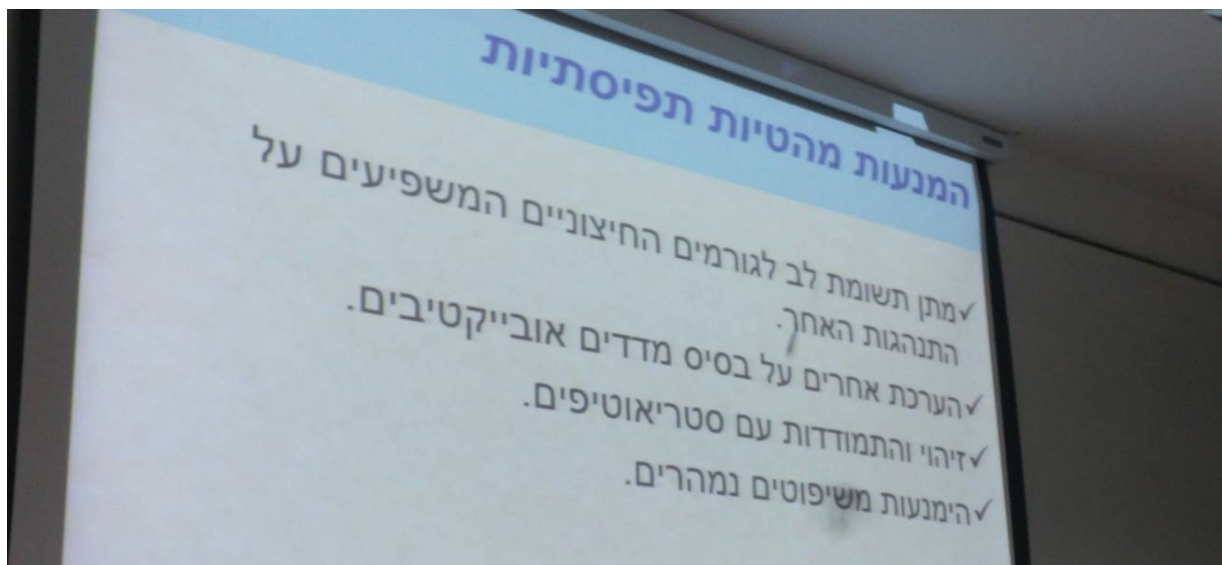 המנעות מהטיות תפיסתיות
✓מתן תשומת לב לגורמים החיצוניים המשפיעים על
התנהגות האחר.
✓הערכת אחרים על בסיס מדדים אובייקטיבים.
✓זיהוי והתמודדות עם סטריאוטיפים.
✓הימנעות משיפוטים נמהרים.